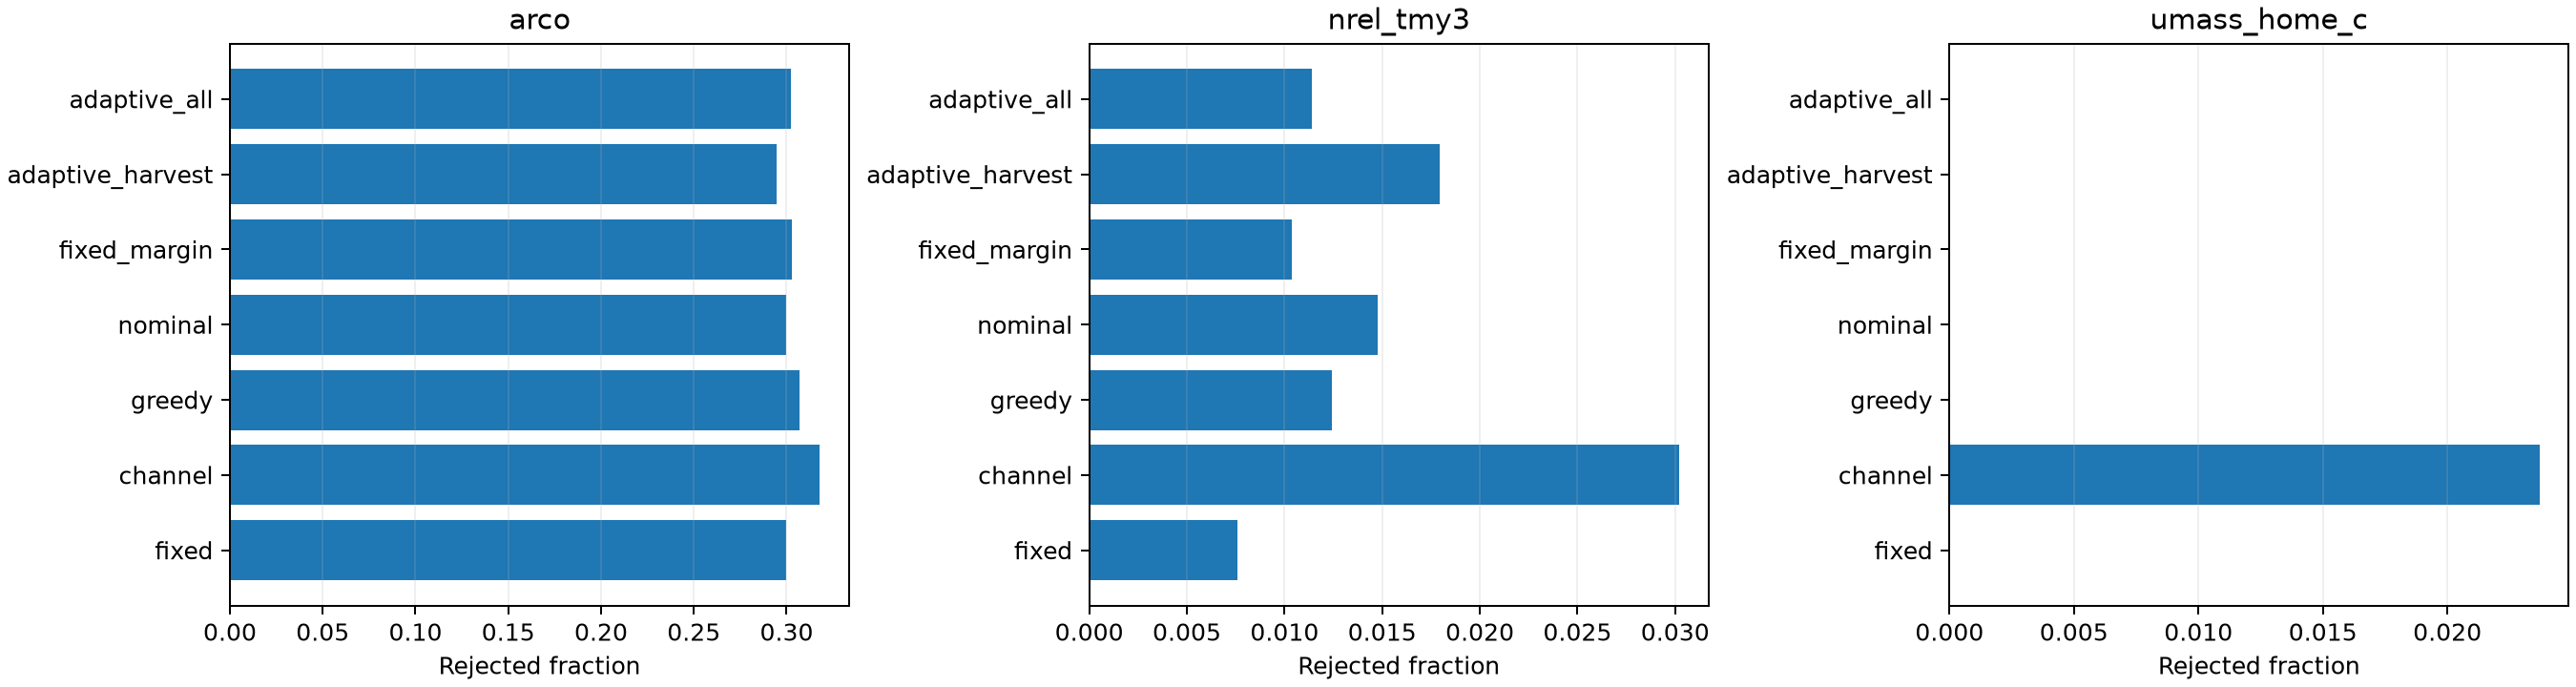 arco
adaptive_all
adaptive_harvest
fixed_margin
nominal
greedy
channel
fixed
0.00 0.05 0.10 0.15 0.20 0.25 0.30
Rejected fraction
nrel_tmy3
adaptive_all
adaptive_harvest
fixed_margin
nominal
greedy
channel
fixed
0.000 0.005 0.010 0.015 0.020 0.025 0.030
Rejected fraction
umass_home_c
adaptive_all
adaptive_harvest
fixed_margin
nominal
greedy
channel
fixed
0.000 0.005 0.010 0.015 0.020
Rejected fraction